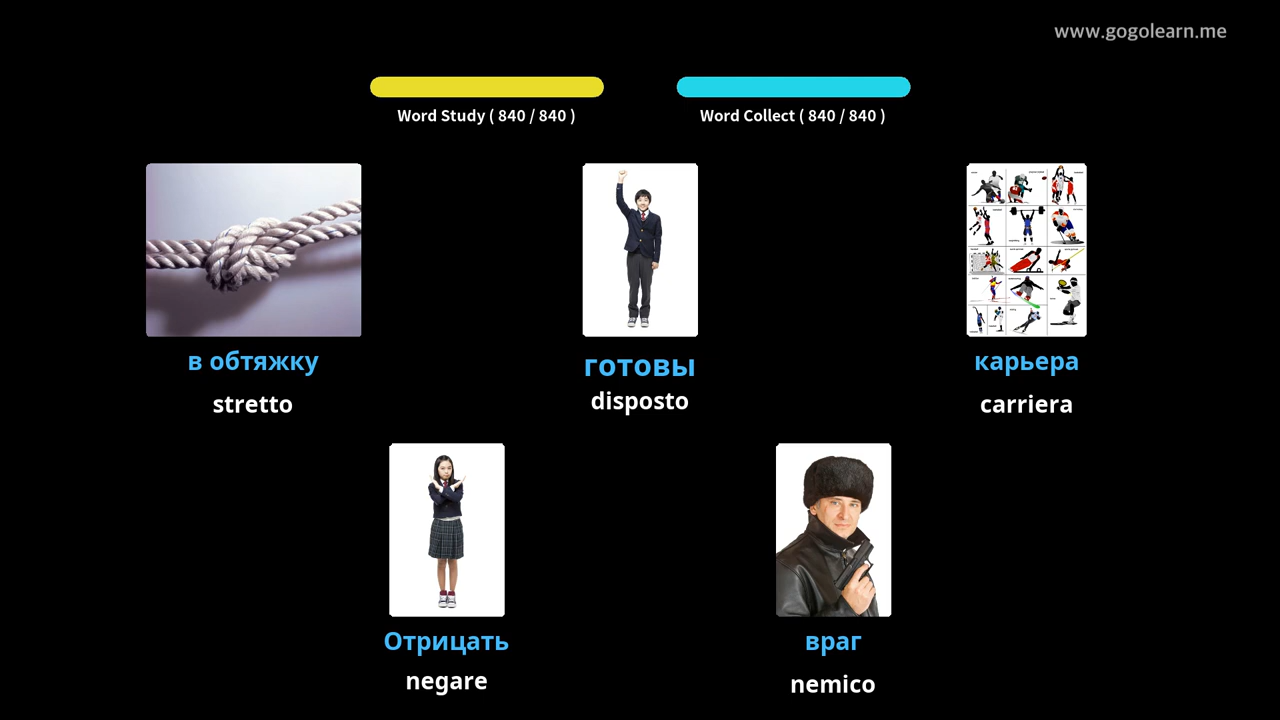 www.gogolearn.me
Word Study ( 840 / 840 )
Word Collect ( 840 / 840 )
в обтяжку
готовы
карьера
stretto
disposto
carriera
Отрицать
враг
negare
nemico